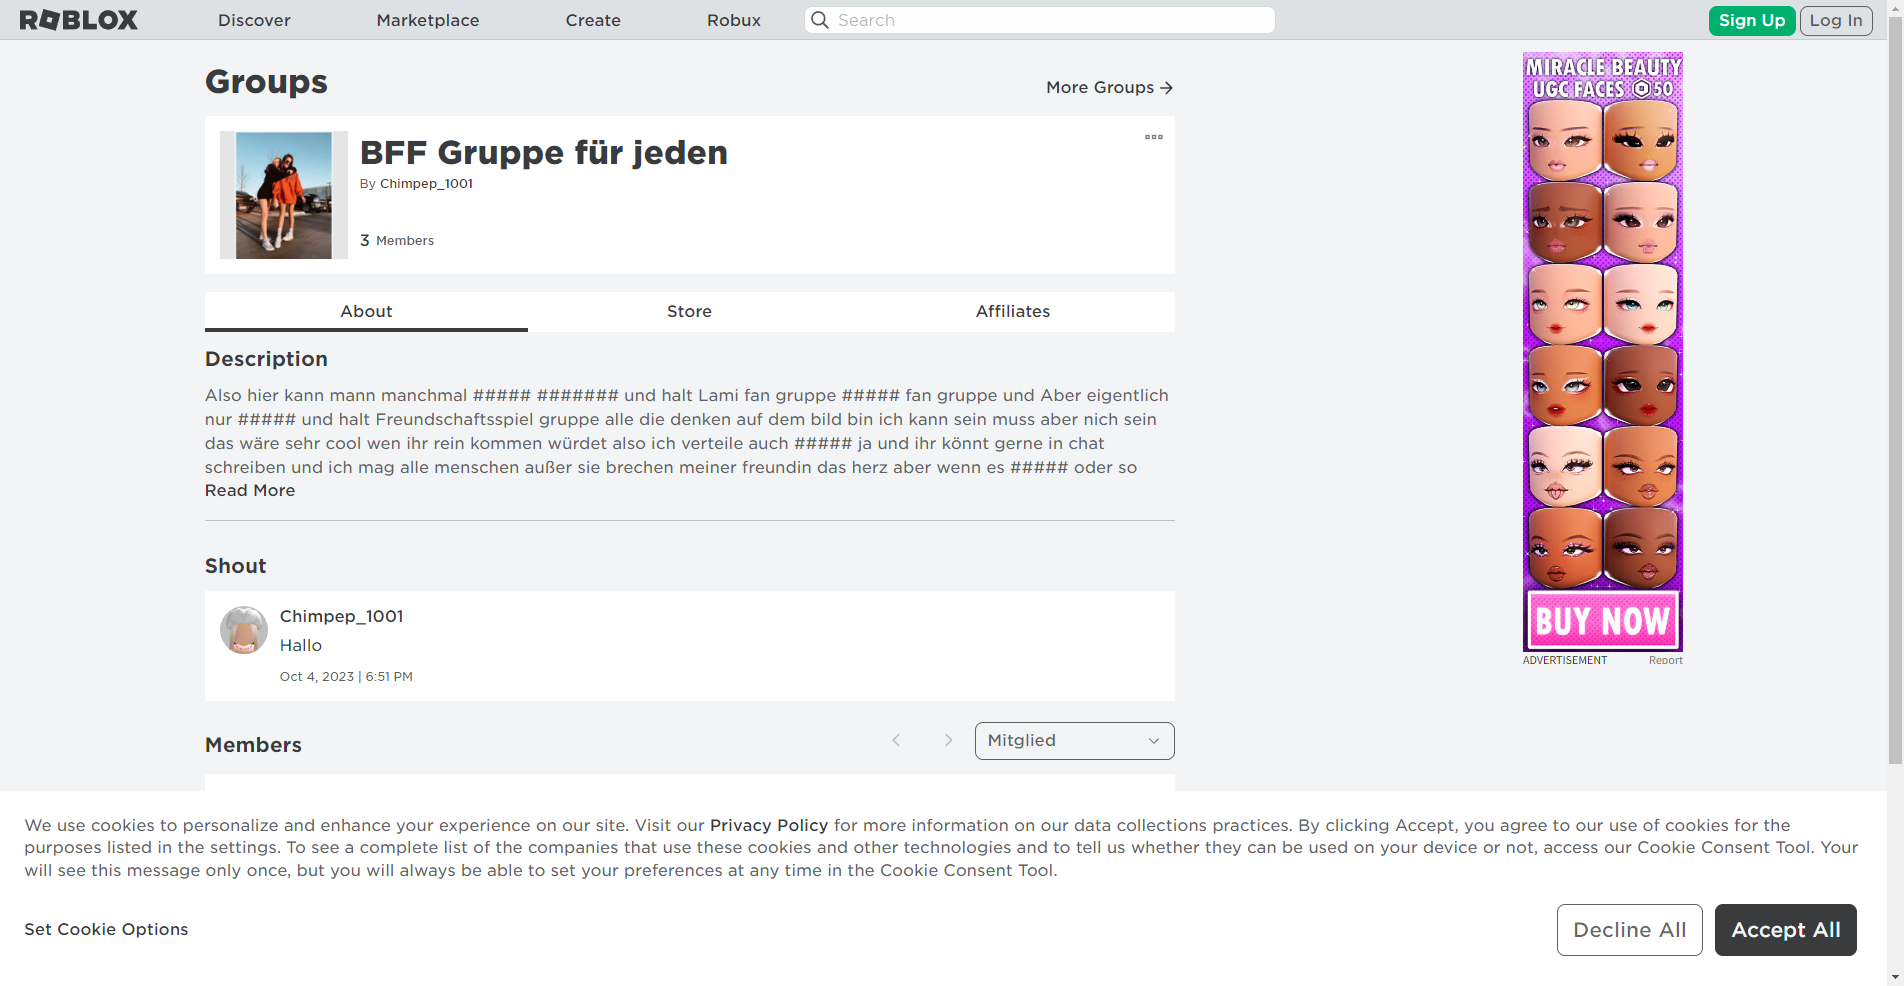 ROBLOX
Discover
Marketplace
Create
Robux
Search
Sign Up
Log In
Groups
More Groups
BFF Gruppe für jeden
By Chimpep_1001
3 Members
About
Store
Affiliates
Description
Also hier kann mann manchmal ##### ####### und halt Lami fan gruppe ##### fan gruppe und Aber eigentlich
nur ##### und halt Freundschaftsspiel gruppe alle die denken auf dem bild bin ich kann sein muss aber nich sein
das wäre sehr cool wen ihr rein kommen würdet also ich verteile auch ##### ja und ihr könnt gerne in chat
schreiben und ich mag alle menschen außer sie brechen meiner freundin das herz aber wenn es ##### oder so
Read More
Shout
Chimpep_1001
Hallo
Oct 4, 2023 | 6:51 PM
Members
Mitglied
MIRACLE BEAUTY
UGC FACES 50
BUY NOW
ADVERTISEMENT
Report
We use cookies to personalize and enhance your experience on our site. Visit our Privacy Policy for more information on our data collections practices. By clicking Accept, you agree to our use of cookies for the
purposes listed in the settings. To see a complete list of the companies that use these cookies and other technologies and to tell us whether they can be used on your device or not, access our Cookie Consent Tool. Your
will see this message only once, but you will always be able to set your preferences at any time in the Cookie Consent Tool.
Set Cookie Options
Decline All
Accept All